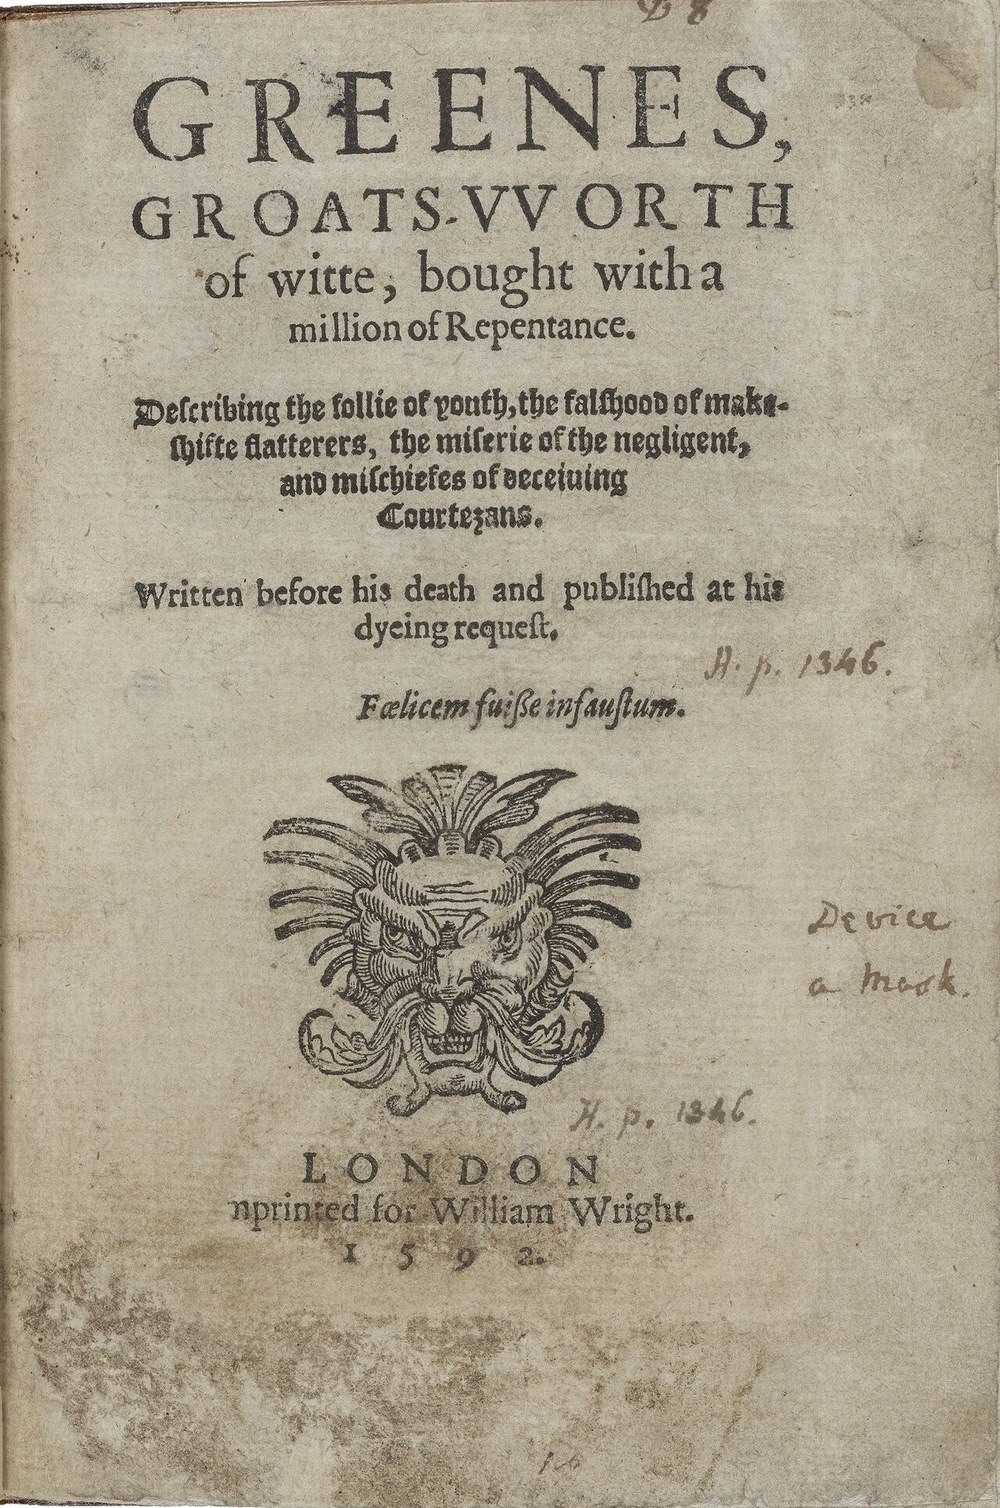 D 8
GREENES,
GROATS-VVORTH
of witte, bought with a
million of Repentance.
Deſcribing the follie of youth, the falſhood of make-
ſhifte flatterers, the miſerie of the negligent,
and miſchiefes of deceiuing
Courtezans.
Written before his death and publiſhed at his
dyeing requeſt.
H. p. 1346.
Fœlicem fuiſſe infauſtum.
Device
a Mask.
H. p. 1346.
LONDON
nprinted for William Wright.
1592.